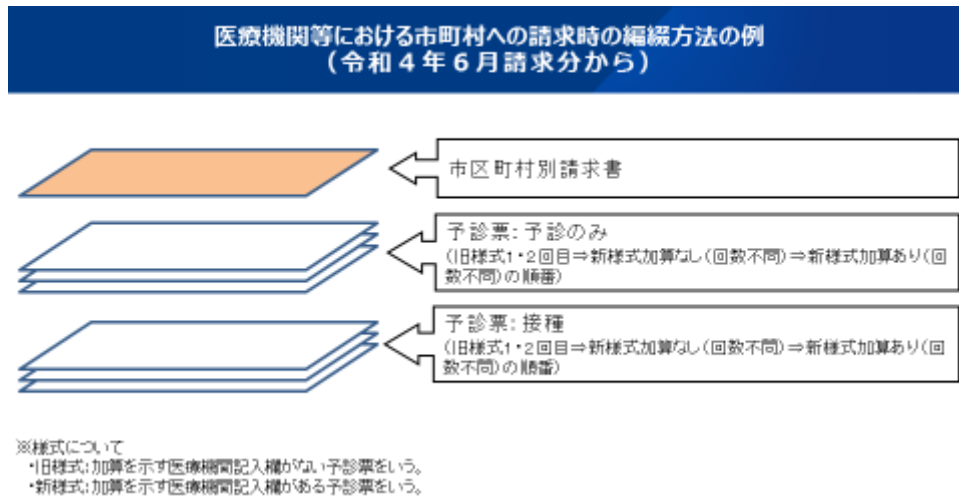 医療機関等における市町村への請求時の編綴方法の例
(令和4年6月請求分から)
市区町村別請求書
予診票:予診のみ
(旧様式1・2回目⇒新様式加算なし(回数不問)⇒新様式加算あり(回
数不問)の順番)
予診票:接種
(旧様式1・2回目⇒新様式加算なし(回数不問)⇒新様式加算あり(回
数不問)の順番)
※様式について
・旧様式:加算を示す医療機関記入欄がない予診票をいう。
・新様式:加算を示す医療機関記入欄がある予診票をいう。